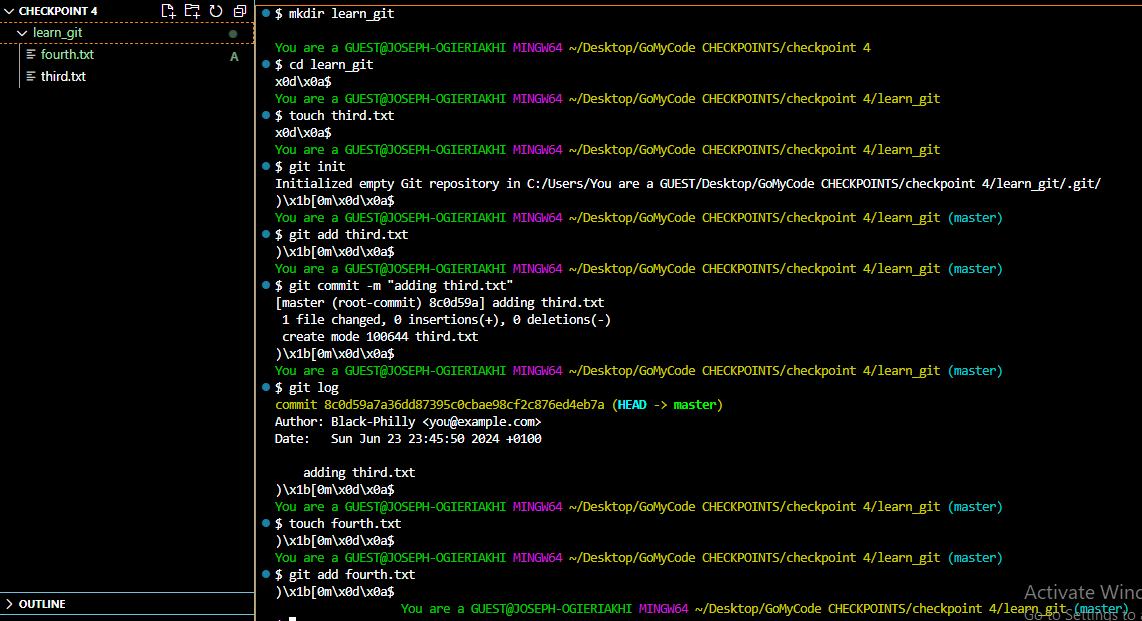 CHECKPOINT 4
learn_git
fourth.txt A
third.txt
OUTLINE
$ mkdir learn_git
You are a GUEST@JOSEPH-OGIERIAKHI MINGW64 ~/Desktop/GoMyCode CHECKPOINTS/checkpoint 4
$ cd learn_git
x0d\x0a$
You are a GUEST@JOSEPH-OGIERIAKHI MINGW64 ~/Desktop/GoMyCode CHECKPOINTS/checkpoint 4/learn_git
$ touch third.txt
x0d\x0a$
You are a GUEST@JOSEPH-OGIERIAKHI MINGW64 ~/Desktop/GoMyCode CHECKPOINTS/checkpoint 4/learn_git
$ git init
Initialized empty Git repository in C:/Users/You are a GUEST/Desktop/GoMyCode CHECKPOINTS/checkpoint 4/learn_git/.git/
)\x1b[0m\x0d\x0a$
You are a GUEST@JOSEPH-OGIERIAKHI MINGW64 ~/Desktop/GoMyCode CHECKPOINTS/checkpoint 4/learn_git (master)
$ git add third.txt
)\x1b[0m\x0d\x0a$
You are a GUEST@JOSEPH-OGIERIAKHI MINGW64 ~/Desktop/GoMyCode CHECKPOINTS/checkpoint 4/learn_git (master)
$ git commit -m "adding third.txt"
[master (root-commit) 8c0d59a] adding third.txt
1 file changed, 0 insertions(+), 0 deletions(-)
create mode 100644 third.txt
)\x1b[0m\x0d\x0a$
You are a GUEST@JOSEPH-OGIERIAKHI MINGW64 ~/Desktop/GoMyCode CHECKPOINTS/checkpoint 4/learn_git (master)
$ git log
commit 8c0d59a7a36dd87395c0cbae98cf2c876ed4eb7a (HEAD -> master)
Author: Black-Philly <you@example.com>
Date:   Sun Jun 23 23:45:50 2024 +0100
adding third.txt
)\x1b[0m\x0d\x0a$
You are a GUEST@JOSEPH-OGIERIAKHI MINGW64 ~/Desktop/GoMyCode CHECKPOINTS/checkpoint 4/learn_git (master)
$ touch fourth.txt
)\x1b[0m\x0d\x0a$
You are a GUEST@JOSEPH-OGIERIAKHI MINGW64 ~/Desktop/GoMyCode CHECKPOINTS/checkpoint 4/learn_git (master)
$ git add fourth.txt
)\x1b[0m\x0d\x0a$
You are a GUEST@JOSEPH-OGIERIAKHI MINGW64 ~/Desktop/GoMyCode CHECKPOINTS/checkpoint 4/learn_git (master)
Activate Winc
Go to Settings to